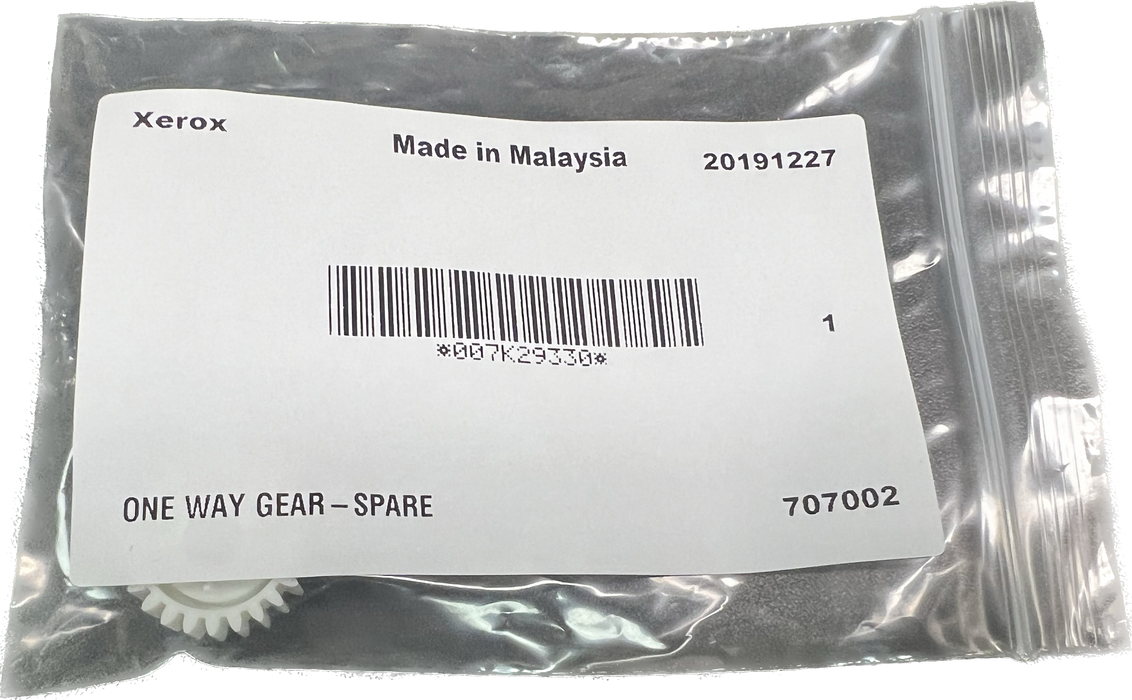 Xerox
Made in Malaysia
20191227
*007K29330*
1
ONE WAY GEAR–SPARE
707002